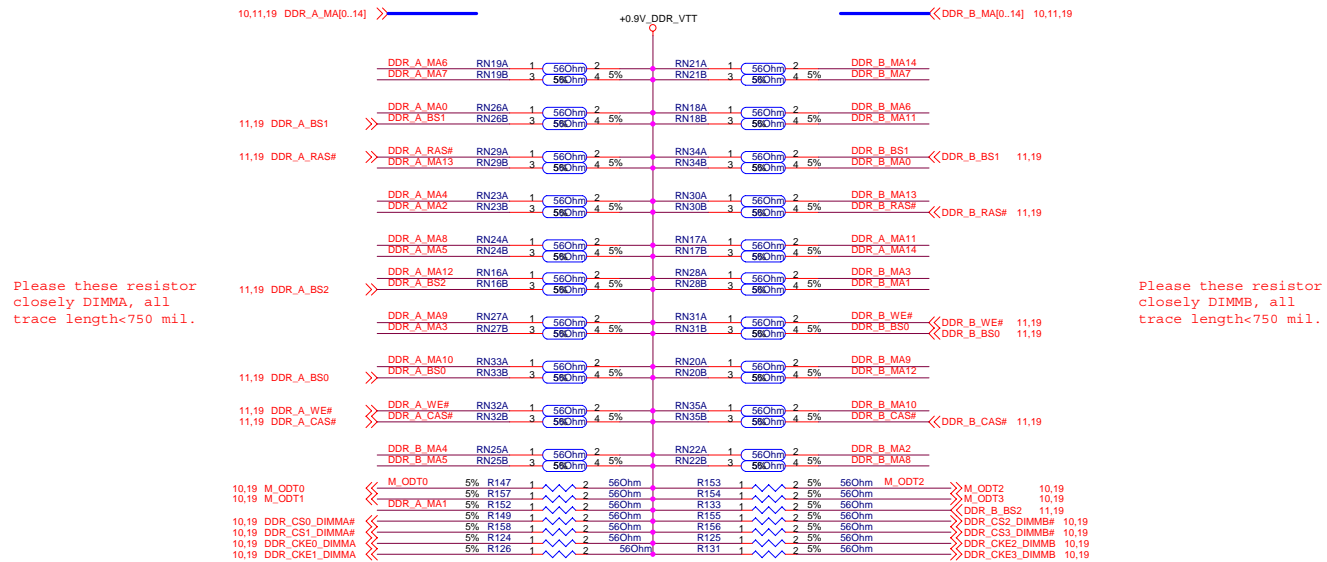 10,11,19 DDR_A_MA[0..14] +0.9V_DDR_VTT DDR_B_MA[0..14] 10,11,19
DDR_A_MA6 RN19A 1 56Ohm 2 RN21A 1 56Ohm 2 DDR_B_MA14
DDR_A_MA7 RN19B 3 56Ohm 4 5% RN21B 3 56Ohm 4 5% DDR_B_MA7
DDR_A_MA0 RN26A 1 56Ohm 2 RN18A 1 56Ohm 2 DDR_B_MA6
11,19 DDR_A_BS1 DDR_A_BS1 RN26B 3 56Ohm 4 5% RN18B 3 56Ohm 4 5% DDR_B_MA11
11,19 DDR_A_RAS# DDR_A_RAS# RN29A 1 56Ohm 2 RN34A 1 56Ohm 2 DDR_B_BS1 DDR_B_BS1 11,19
DDR_A_MA13 RN29B 3 56Ohm 4 5% RN34B 3 56Ohm 4 5% DDR_B_MA0
DDR_A_MA4 RN23A 1 56Ohm 2 RN30A 1 56Ohm 2 DDR_B_MA13
DDR_A_MA2 RN23B 3 56Ohm 4 5% RN30B 3 56Ohm 4 5% DDR_B_RAS# DDR_B_RAS# 11,19
DDR_A_MA8 RN24A 1 56Ohm 2 RN17A 1 56Ohm 2 DDR_A_MA11
DDR_A_MA5 RN24B 3 56Ohm 4 5% RN17B 3 56Ohm 4 5% DDR_A_MA14
DDR_A_MA12 RN16A 1 56Ohm 2 RN28A 1 56Ohm 2 DDR_B_MA3
11,19 DDR_A_BS2 DDR_A_BS2 RN16B 3 56Ohm 4 5% RN28B 3 56Ohm 4 5% DDR_B_MA1
Please these resistor
closely DIMMA, all
trace length<750 mil.
Please these resistor
closely DIMMB, all
trace length<750 mil.
DDR_A_MA9 RN27A 1 56Ohm 2 RN31A 1 56Ohm 2 DDR_B_WE# DDR_B_WE# 11,19
DDR_A_MA3 RN27B 3 56Ohm 4 5% RN31B 3 56Ohm 4 5% DDR_B_BS0 DDR_B_BS0 11,19
DDR_A_MA10 RN33A 1 56Ohm 2 RN20A 1 56Ohm 2 DDR_B_MA9
11,19 DDR_A_BS0 DDR_A_BS0 RN33B 3 56Ohm 4 5% RN20B 3 56Ohm 4 5% DDR_B_MA12
11,19 DDR_A_WE# DDR_A_WE# RN32A 1 56Ohm 2 RN35A 1 56Ohm 2 DDR_B_MA10
11,19 DDR_A_CAS# DDR_A_CAS# RN32B 3 56Ohm 4 5% RN35B 3 56Ohm 4 5% DDR_B_CAS# DDR_B_CAS# 11,19
DDR_B_MA4 RN25A 1 56Ohm 2 RN22A 1 56Ohm 2 DDR_B_MA2
DDR_B_MA5 RN25B 3 56Ohm 4 5% RN22B 3 56Ohm 4 5% DDR_B_MA8
10,19 M_ODT0 M_ODT0 5% R147 1 2 56Ohm R153 1 2 5% 56Ohm M_ODT2 M_ODT2 10,19
10,19 M_ODT1 5% R157 1 2 56Ohm R154 1 2 5% 56Ohm M_ODT3 10,19
DDR_A_MA1 5% R152 1 2 56Ohm R133 1 2 5% 56Ohm DDR_B_BS2 11,19
10,19 DDR_CS0_DIMMA# 5% R149 1 2 56Ohm R155 1 2 5% 56Ohm DDR_CS2_DIMMB# 10,19
10,19 DDR_CS1_DIMMA# 5% R158 1 2 56Ohm R156 1 2 5% 56Ohm DDR_CS3_DIMMB# 10,19
10,19 DDR_CKE0_DIMMA 5% R124 1 2 56Ohm R125 1 2 5% 56Ohm DDR_CKE2_DIMMB 10,19
10,19 DDR_CKE1_DIMMA 5% R126 1 2 56Ohm R131 1 2 5% 56Ohm DDR_CKE3_DIMMB 10,19